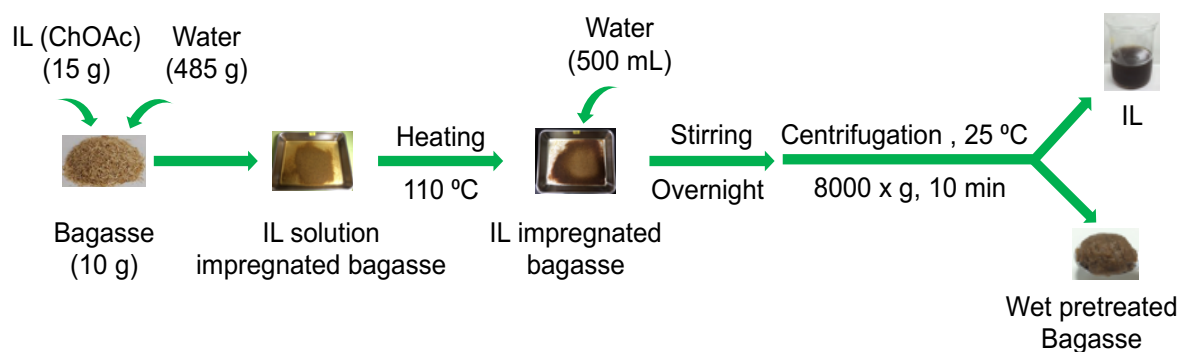 IL (ChOAc)
(15 g)
Water
(485 g)
Bagasse
(10 g)
IL solution
impregnated bagasse
Heating
110 ºC
Water
(500 mL)
IL impregnated
bagasse
Stirring
Overnight
Centrifugation , 25 ºC
8000 x g, 10 min
IL
Wet pretreated
Bagasse